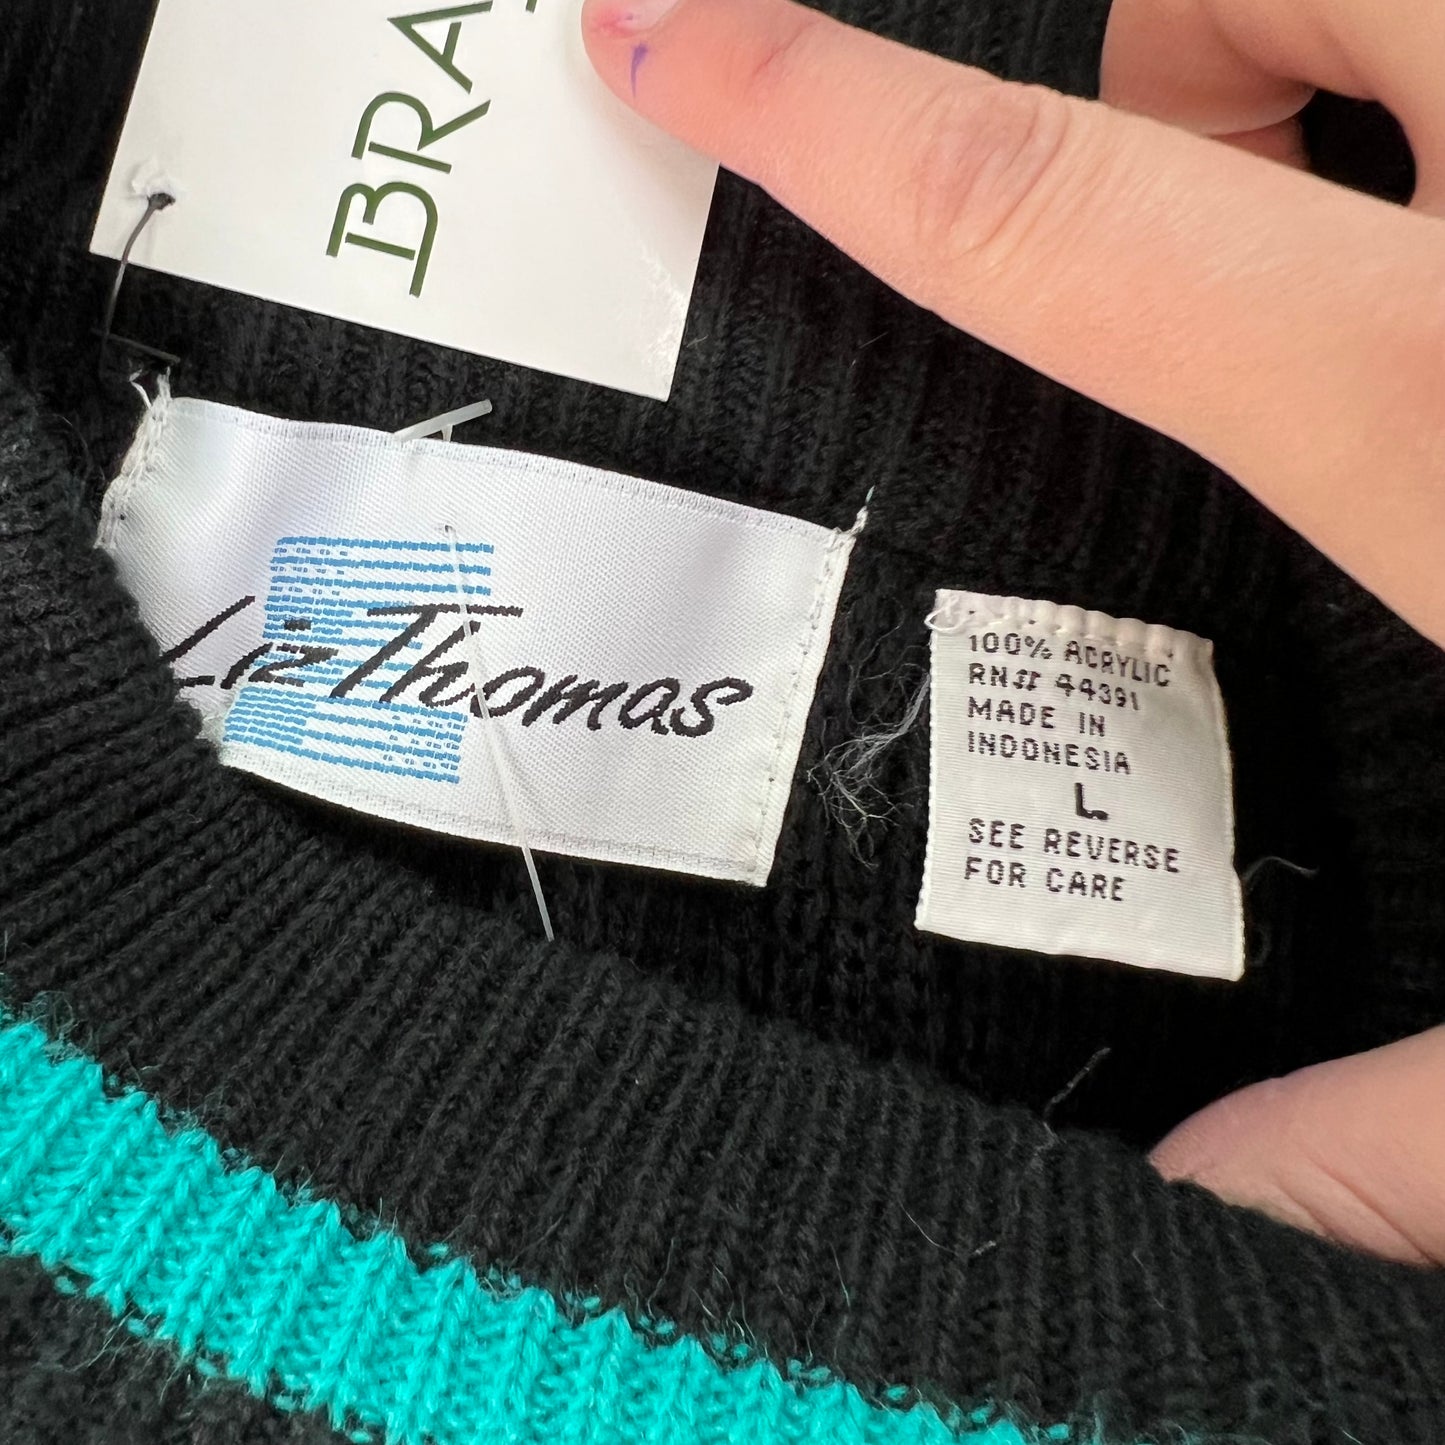 BRA
Liz Thomas
100% ACRYLIC
RN# 44391
MADE IN
INDONESIA
L
SEE REVERSE
FOR CARE